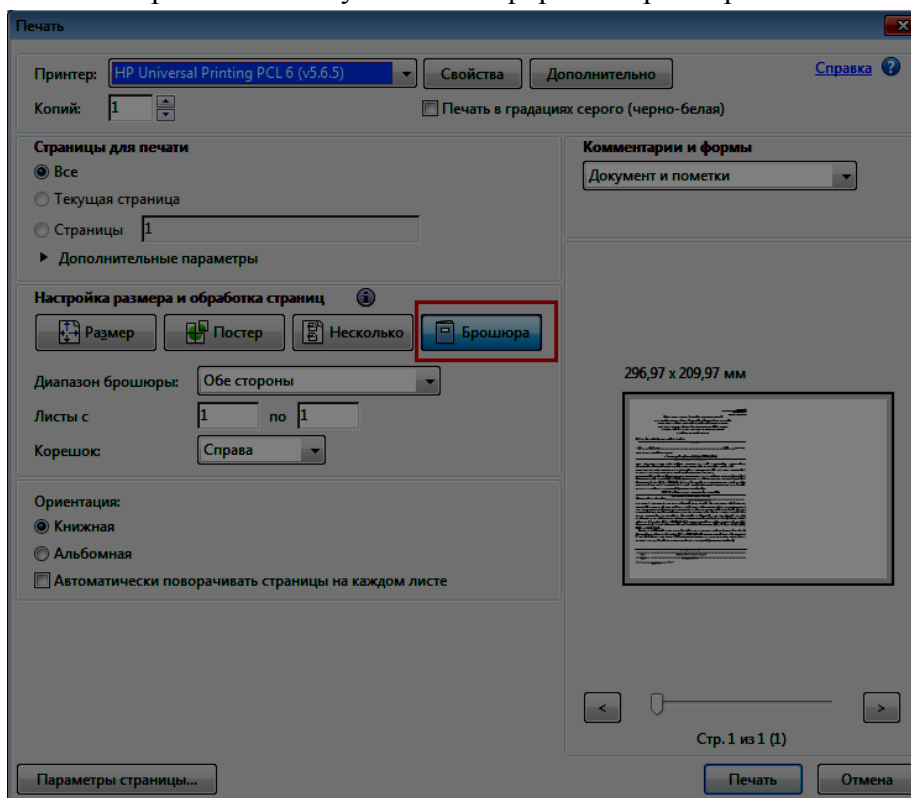 Печать
Принтер: HP Universal Printing PCL 6 (v5.6.5) Свойства Дополнительно Справка
Копий: 1 Печать в градациях серого (черно-белая)
Страницы для печати
Все
Текущая страница
Страницы 1
Дополнительные параметры
Комментарии и формы
Документ и пометки
Настройка размера и обработка страниц
Размер Постер Несколько Брошюра
Диапазон брошюры: Обе стороны
Листы с 1 по 1
Корешок: Справа
Ориентация:
Книжная
Альбомная
Автоматически поворачивать страницы на каждом листе
296,97 x 209,97 мм
< >
Стр. 1 из 1 (1)
Параметры страницы... Печать Отмена